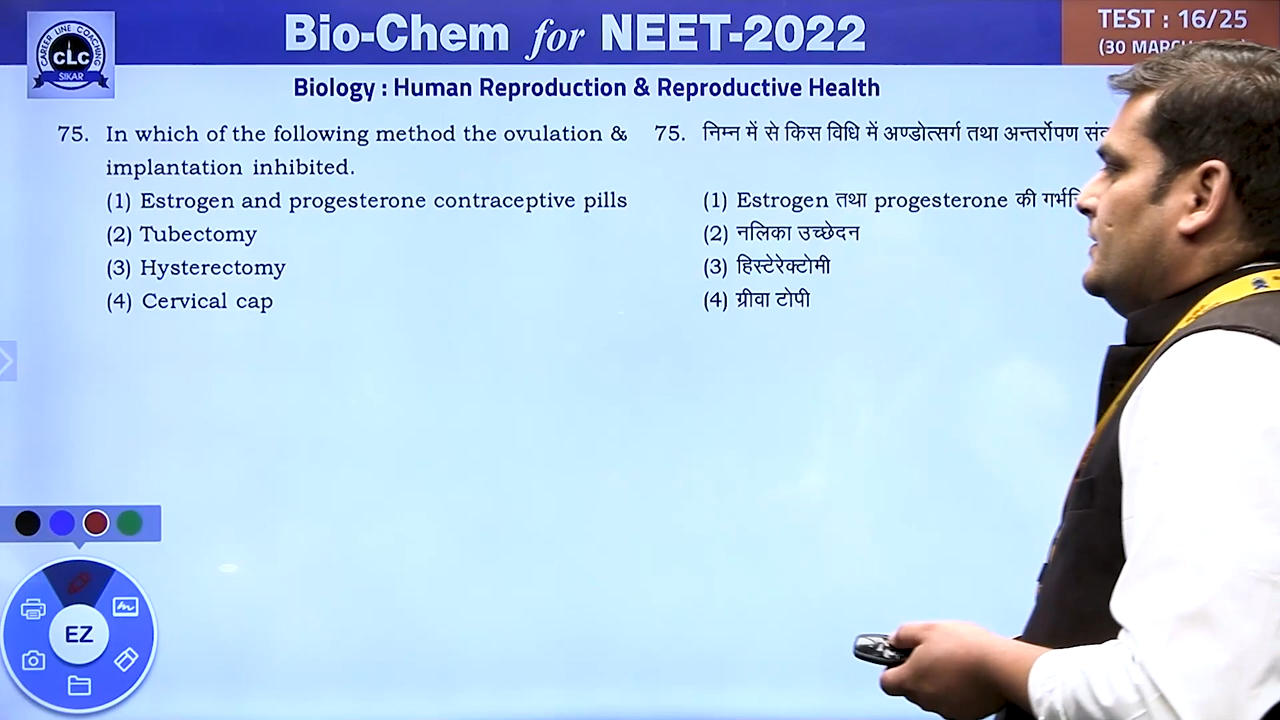 CAREER LINE COACHING
CLC
SIKAR
Bio-Chem for NEET-2022
TEST : 16/25
(30 MARCH
Biology : Human Reproduction & Reproductive Health
75. In which of the following method the ovulation &
implantation inhibited.
(1) Estrogen and progesterone contraceptive pills
(2) Tubectomy
(3) Hysterectomy
(4) Cervical cap
75. निम्न में से किस विधि में अण्डोत्सर्ग तथा अन्तर्रोपण
(1) Estrogen तथा progesterone की
(2) नलिका उच्छेदन
(3) हिस्टेरेक्टोमी
(4) ग्रीवा टोपी
EZ